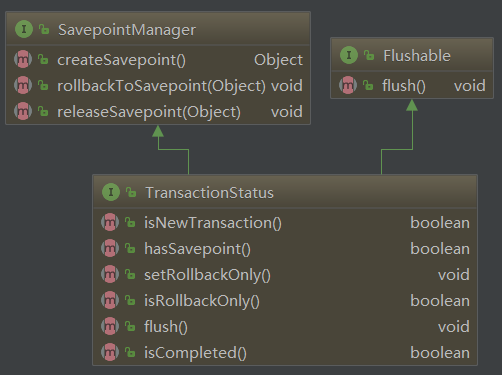 SavepointManager
createSavepoint() Object
rollbackToSavepoint(Object) void
releaseSavepoint(Object) void
Flushable
flush() void
TransactionStatus
isNewTransaction() boolean
hasSavepoint() boolean
setRollbackOnly() void
isRollbackOnly() boolean
flush() void
isCompleted() boolean